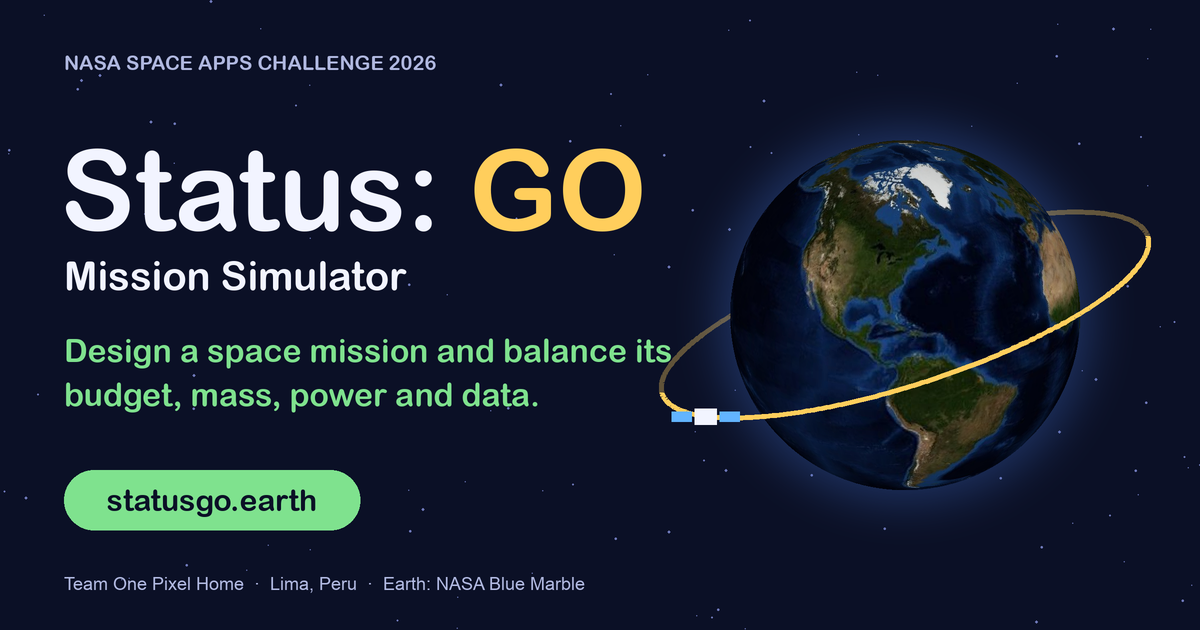 NASA SPACE APPS CHALLENGE 2026
Status: GO
Mission Simulator
Design a space mission and balance its
budget, mass, power and data.
statusgo.earth
Team One Pixel Home · Lima, Peru · Earth: NASA Blue Marble